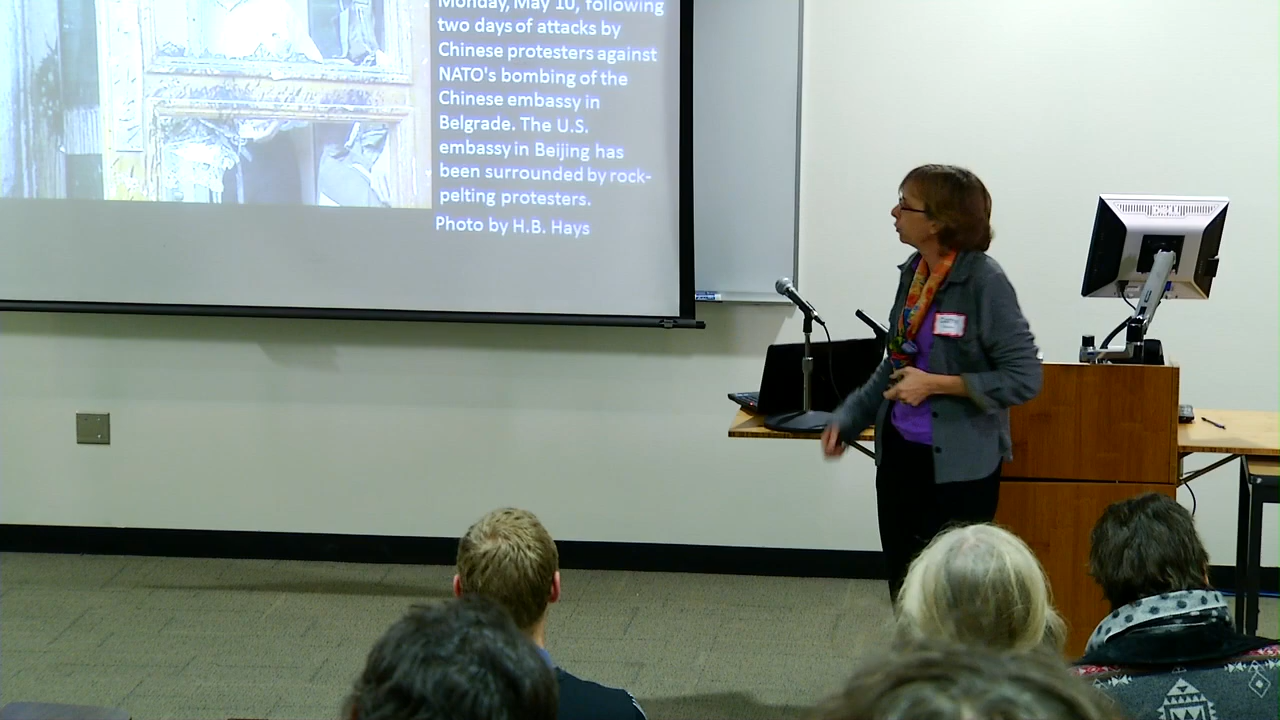 Monday, May 10, following
two days of attacks by
Chinese protesters against
NATO's bombing of the
Chinese embassy in
Belgrade. The U.S.
embassy in Beijing has
been surrounded by rock-
pelting protesters.
Photo by H.B. Hays